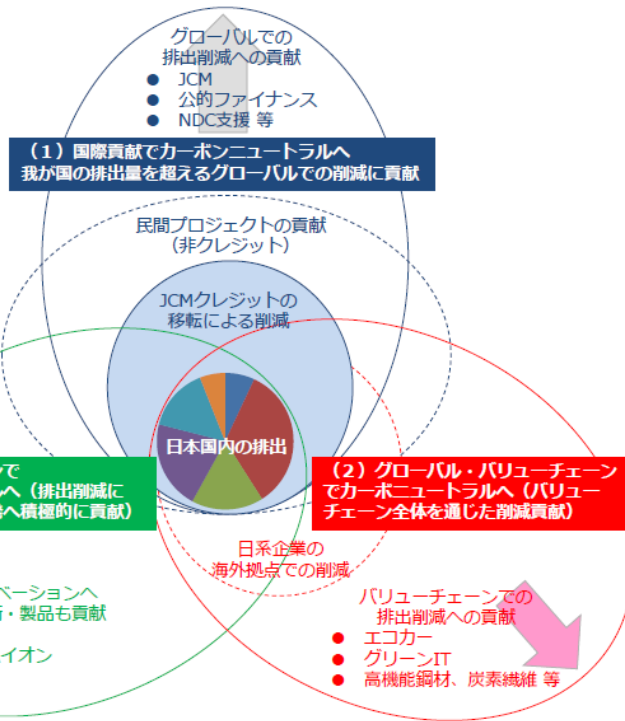 グローバルでの
排出削減への貢献
● JCM
● 公的ファイナンス
● NDC支援 等
（1）国際貢献でカーボンニュートラルへ
我が国の排出量を超えるグローバルでの削減に貢献
民間プロジェクトの貢献
（非クレジット）
JCMクレジットの
移転による削減
日本国内の排出
ンで
ルへ（排出削減に
へ積極的に貢献）
（2）グローバル・バリューチェーン
でカーボニュートラルへ（バリュー
チェーン全体を通じた削減貢献）
日系企業の
海外拠点での削減
ベーションへ
・製品も貢献
イオン
バリューチェーンでの
排出削減への貢献
● エコカー
● グリーンIT
● 高機能鋼材、炭素繊維 等